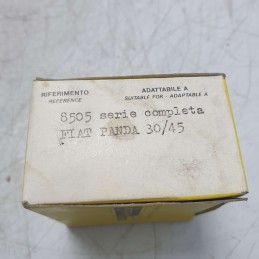 RIFERIMENTO ADATTABILE A
REFERENCE SUITABLE FOR - ADAPTABLE A
8505 serie completa
FIAT PANDA 30/45